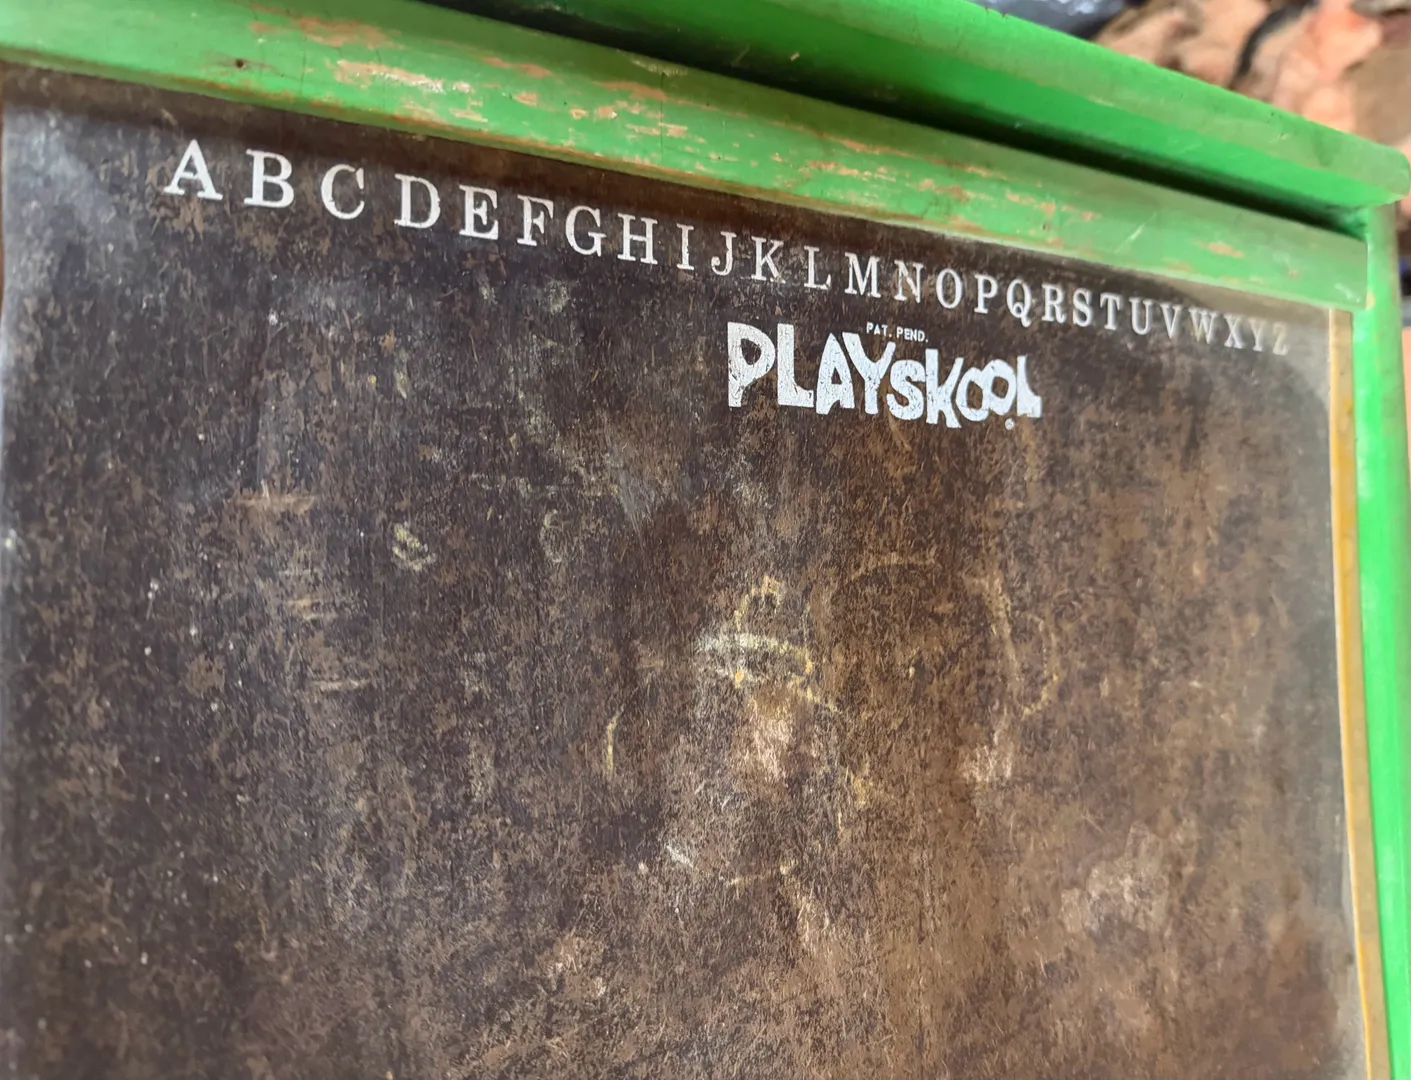 A B C D E F G H I J K L M N O P Q R S T U V W X Y Z
PAT. PEND.
PLAYSKOOL
®